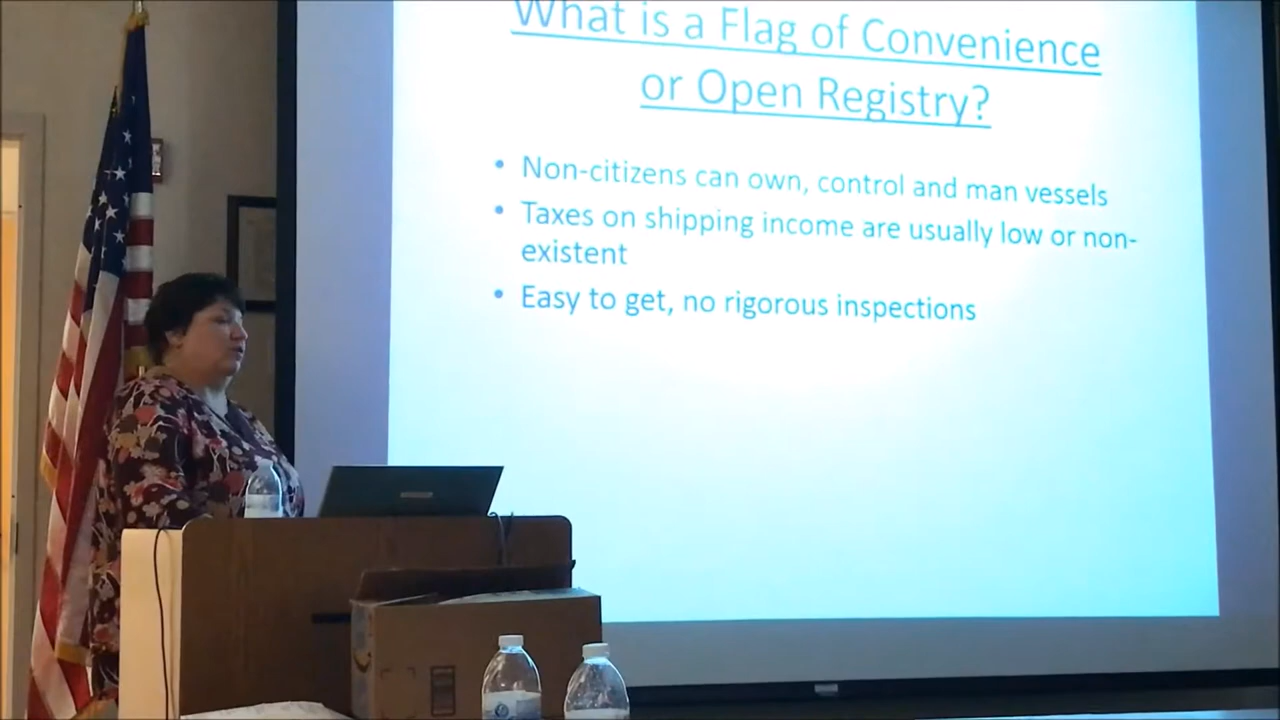 What is a Flag of Convenience
or Open Registry?
• Non-citizens can own, control and man vessels
• Taxes on shipping income are usually low or non-
existent
• Easy to get, no rigorous inspections